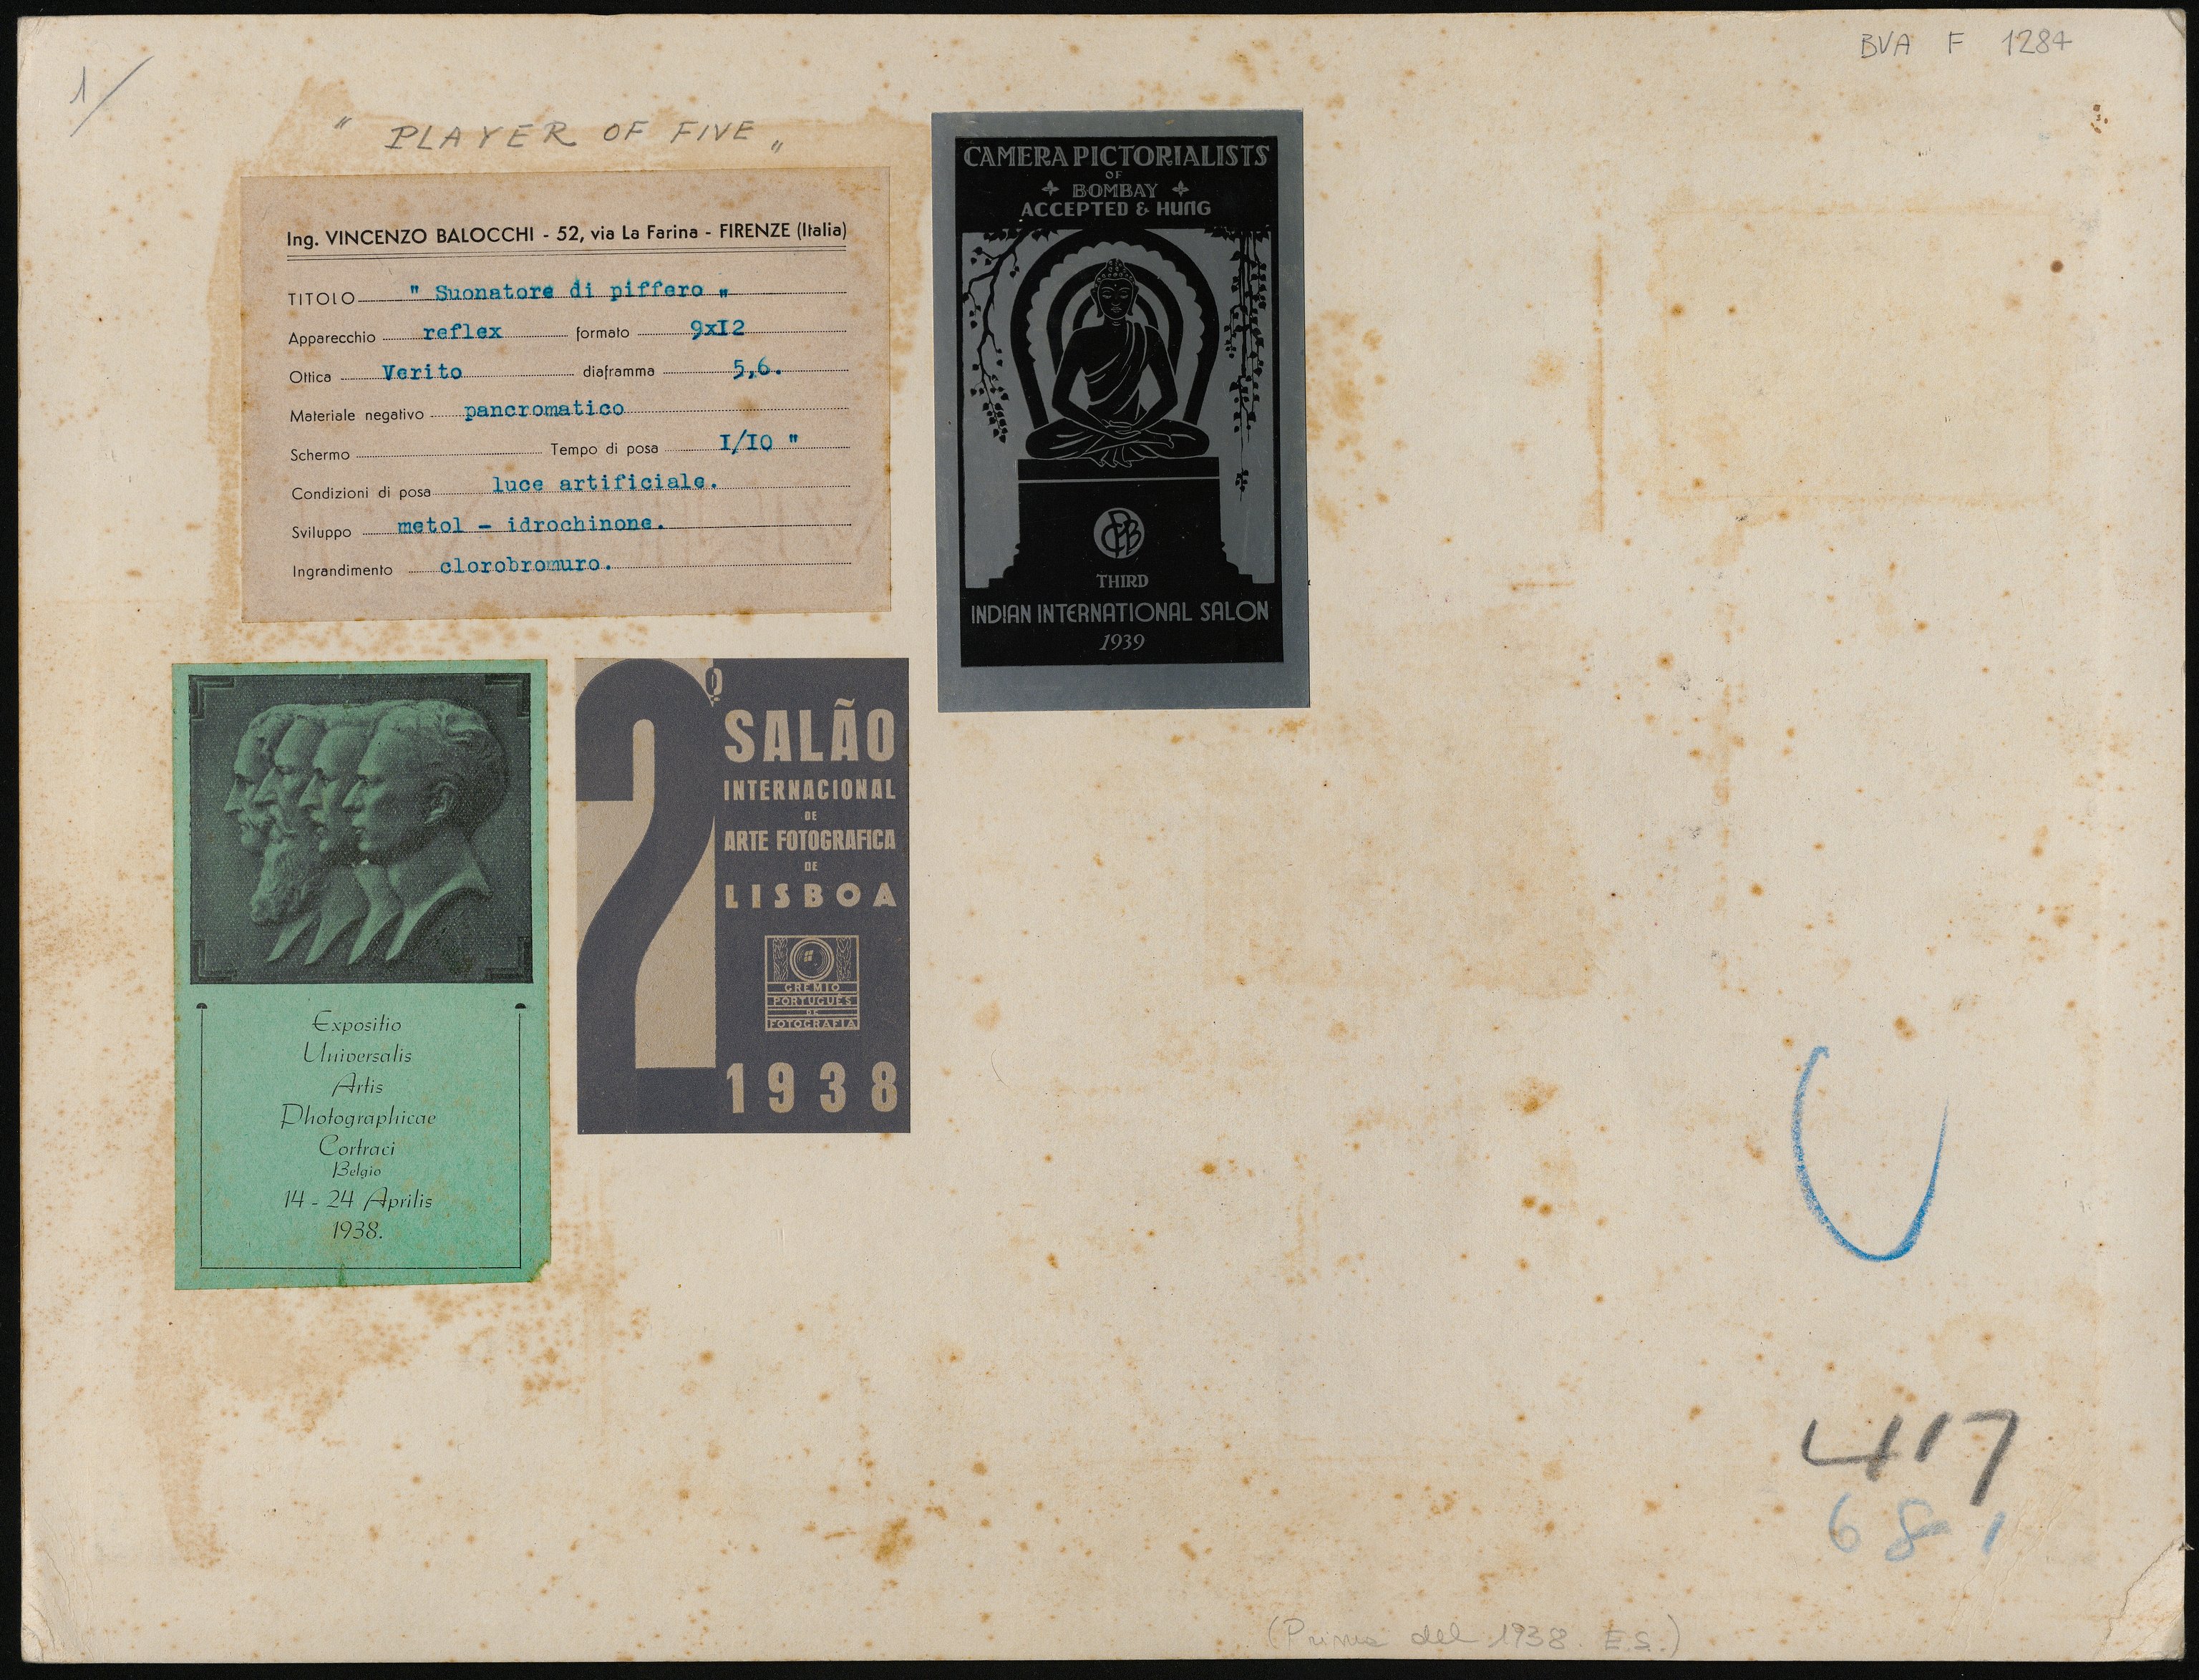 1/
BVA F 1284
" PLAYER OF FIVE „
Ing. VINCENZO BALOCCHI - 52, via La Farina - FIRENZE (Italia)
TITOLO " Suonatore di piffero „
Apparecchio reflex formato 9xI2
Ottica Verito diaframma 5,6.
Materiale negativo pancromatico
Schermo Tempo di posa I/IO "
Condizioni di posa luce artificiale.
Sviluppo metol - idrochinone.
Ingrandimento clorobromuro.
CAMERA PICTORIALISTS
OF
BOMBAY
ACCEPTED & HUNG
CPB
THIRD
INDIAN INTERNATIONAL SALON
1939
Expositio
Universalis
Artis
Photographicae
Cortraci
Belgio
14 - 24 Aprilis
1938.
2º
SALÃO
INTERNACIONAL
DE
ARTE FOTOGRAFICA
DE
LISBOA
GREMIO
PORTUGUÊS
DE
FOTOGRAFIA
1938
417
681
(Prima del 1938. E.S.)